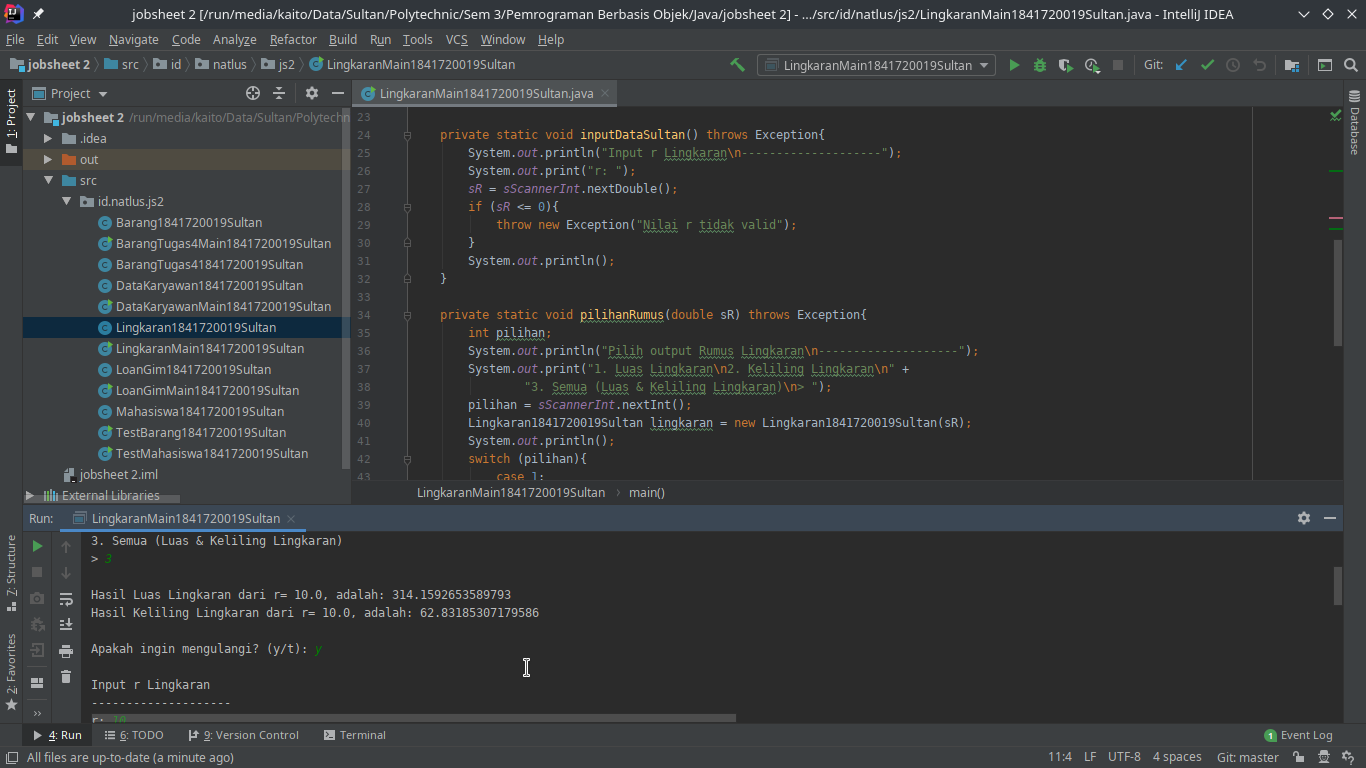 jobsheet 2 [/run/media/kaito/Data/Sultan/Polytechnic/Sem 3/Pemrograman Berbasis Objek/Java/jobsheet 2] - .../src/id/natlus/js2/LingkaranMain1841720019Sultan.java - IntelliJ IDEA
File Edit View Navigate Code Analyze Refactor Build Run Tools VCS Window Help
jobsheet 2 src id natlus js2 LingkaranMain1841720019Sultan
LingkaranMain1841720019Sultan Git:
1: Project
Project
jobsheet 2 /run/media/kaito/Data/Sultan/Polytechn
.idea
out
src
id.natlus.js2
Barang1841720019Sultan
BarangTugas4Main1841720019Sultan
BarangTugas41841720019Sultan
DataKaryawan1841720019Sultan
DataKaryawanMain1841720019Sultan
Lingkaran1841720019Sultan
LingkaranMain1841720019Sultan
LoanGim1841720019Sultan
LoanGimMain1841720019Sultan
Mahasiswa1841720019Sultan
TestBarang1841720019Sultan
TestMahasiswa1841720019Sultan
jobsheet 2.iml
External Libraries
LingkaranMain1841720019Sultan.java
23
24 private static void inputDataSultan() throws Exception{
25 System.out.println("Input r Lingkaran\n--------------------");
26 System.out.print("r: ");
27 sR = sScannerInt.nextDouble();
28 if (sR <= 0){
29 throw new Exception("Nilai r tidak valid");
30 }
31 System.out.println();
32 }
33
34 private static void pilihanRumus(double sR) throws Exception{
35 int pilihan;
36 System.out.println("Pilih output Rumus Lingkaran\n--------------------");
37 System.out.print("1. Luas Lingkaran\n2. Keliling Lingkaran\n" +
38 "3. Semua (Luas & Keliling Lingkaran)\n> ");
39 pilihan = sScannerInt.nextInt();
40 Lingkaran1841720019Sultan lingkaran = new Lingkaran1841720019Sultan(sR);
41 System.out.println();
42 switch (pilihan){
43 case 1:
LingkaranMain1841720019Sultan main()
Database
Run: LingkaranMain1841720019Sultan
3. Semua (Luas & Keliling Lingkaran)
> 3
Hasil Luas Lingkaran dari r= 10.0, adalah: 314.1592653589793
Hasil Keliling Lingkaran dari r= 10.0, adalah: 62.83185307179586
Apakah ingin mengulangi? (y/t): y
Input r Lingkaran
--------------------
r: 10
7: Structure
2: Favorites
4: Run 6: TODO 9: Version Control Terminal 1 Event Log
All files are up-to-date (a minute ago) 11:4 LF UTF-8 4 spaces Git: master